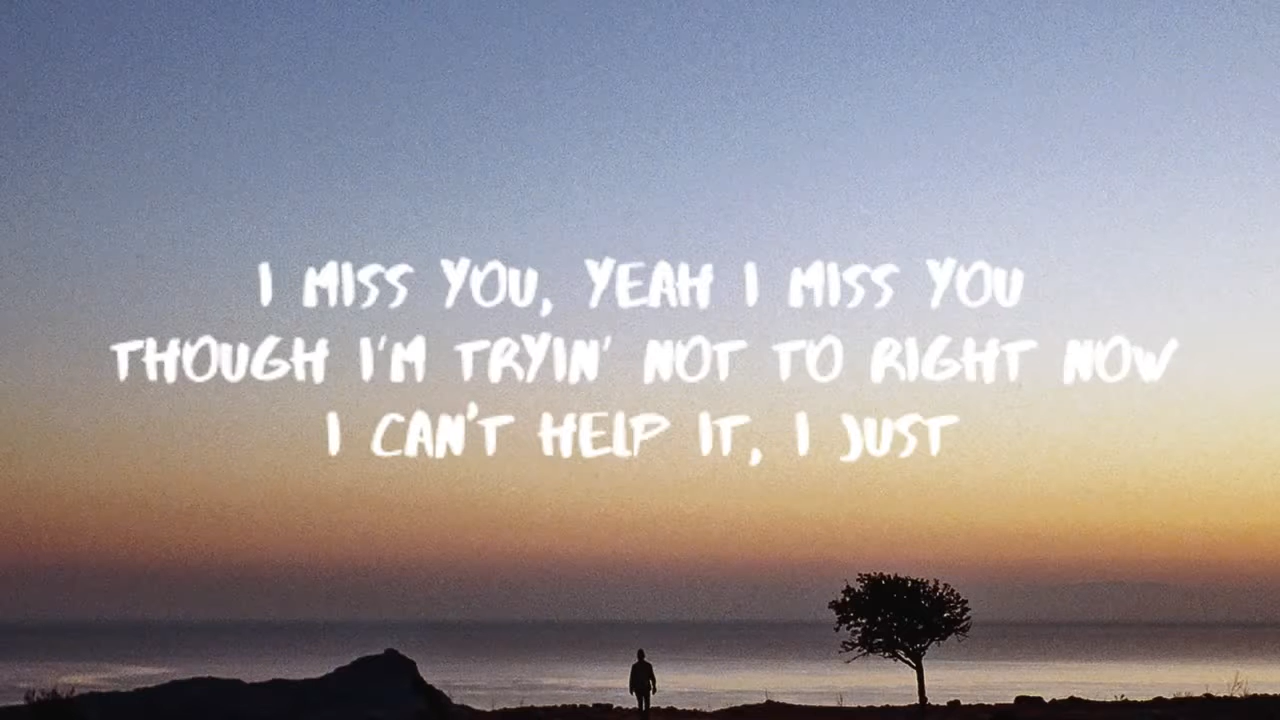 I MISS YOU, YEAH I MISS YOU
THOUGH I'M TRYIN' NOT TO RIGHT NOW
I CAN'T HELP IT, I JUST